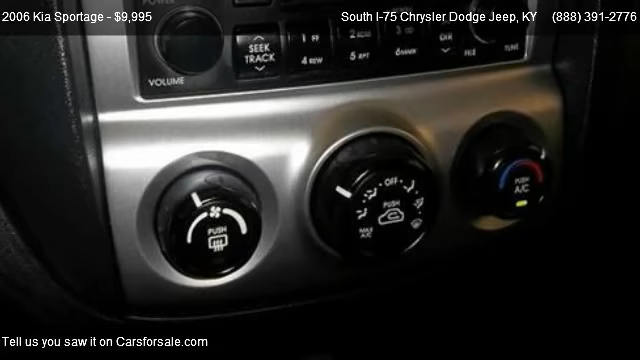 2006 Kia Sportage - $9,995
South I-75 Chrysler Dodge Jeep, KY (888) 391-2776
POWER
VOLUME
SEEK
TRACK
1 FF
2 RDM
3 CD
DIR
4 REW
5 RPT
6
FILE
TUNE
PUSH
OFF
PUSH
MAX
A/C
PUSH
A/C
Tell us you saw it on Carsforsale.com